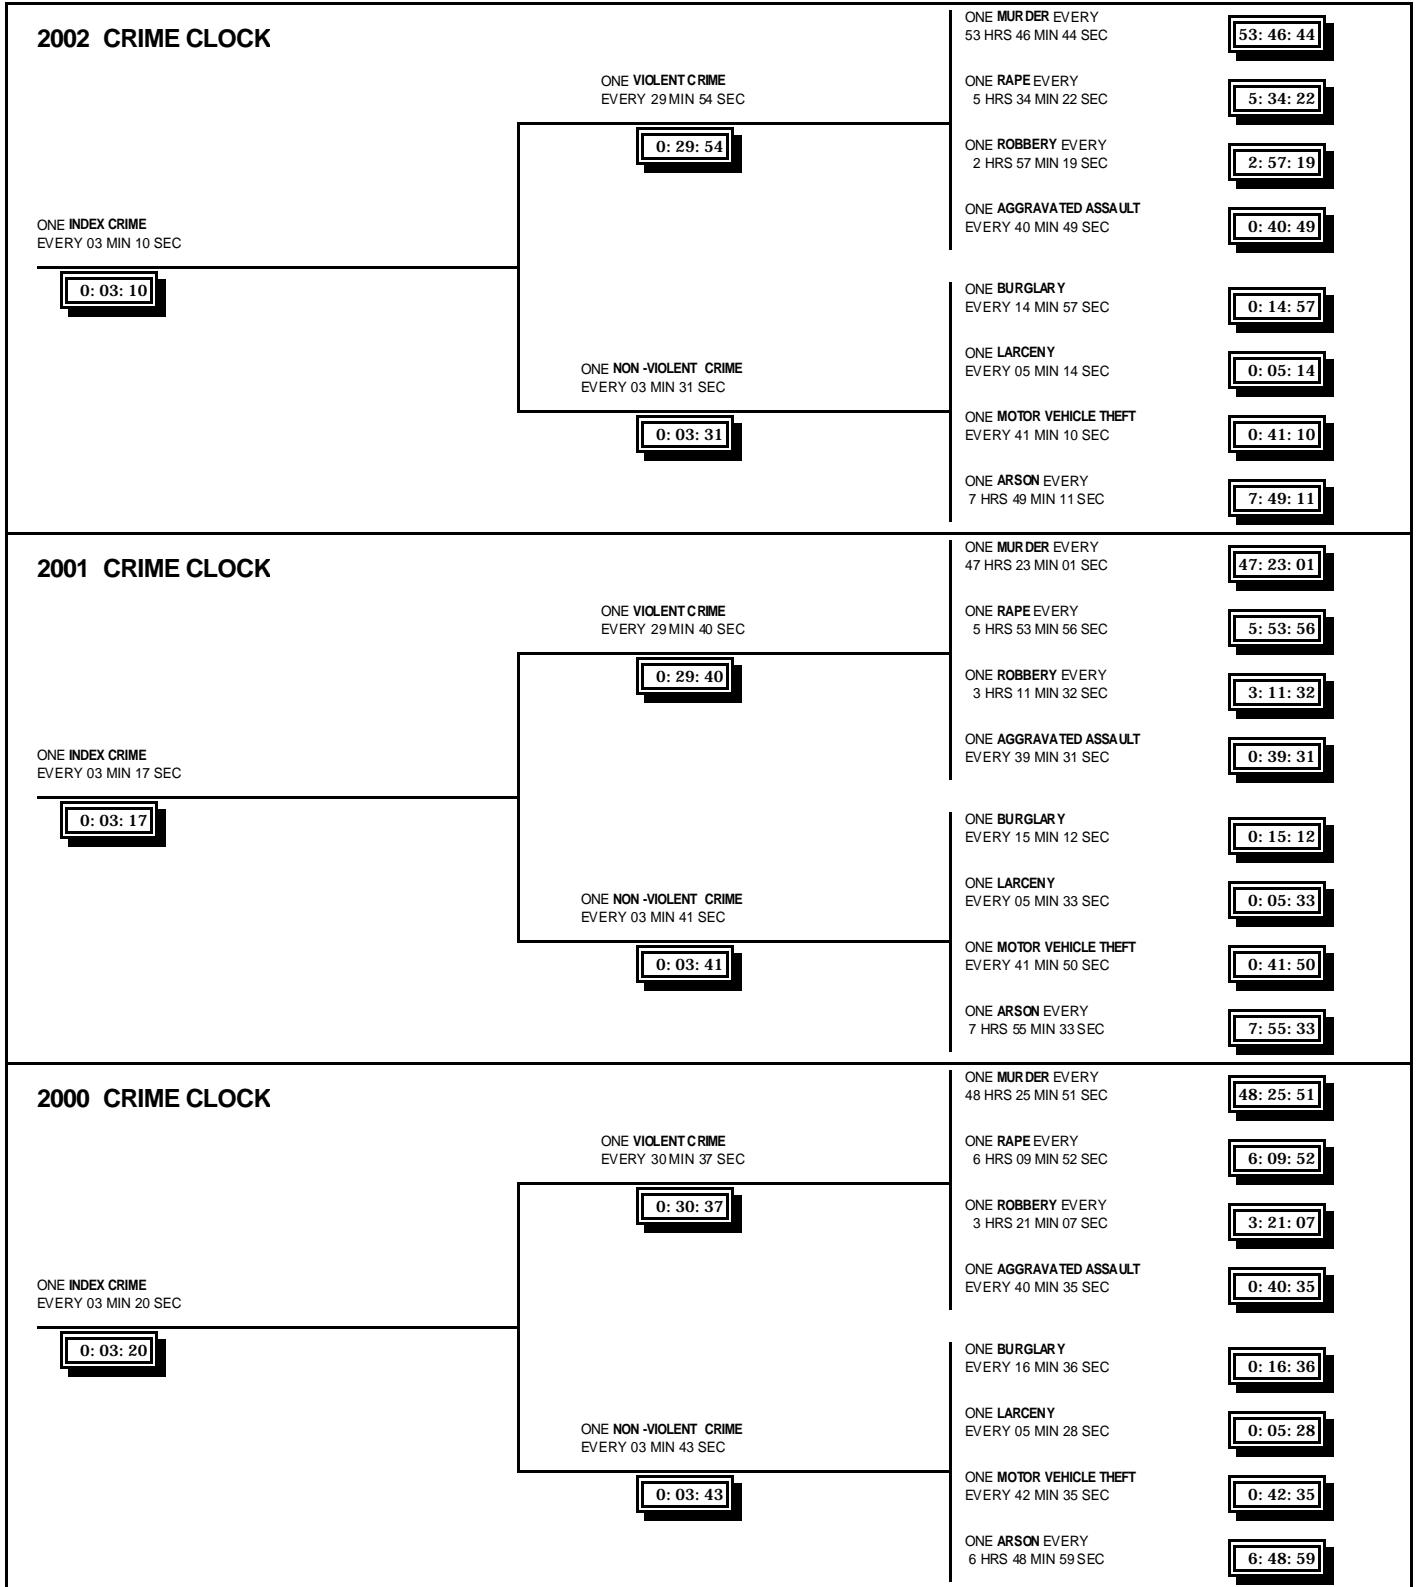 2002 CRIME CLOCK
ONE INDEX CRIME
EVERY 03 MIN 10 SEC
0: 03: 10
ONE VIOLENT CRIME
EVERY 29 MIN 54 SEC
0: 29: 54
ONE NON -VIOLENT CRIME
EVERY 03 MIN 31 SEC
0: 03: 31
ONE MURDER EVERY
53 HRS 46 MIN 44 SEC
53: 46: 44
ONE RAPE EVERY
5 HRS 34 MIN 22 SEC
5: 34: 22
ONE ROBBERY EVERY
2 HRS 57 MIN 19 SEC
2: 57: 19
ONE AGGRAVATED ASSAULT
EVERY 40 MIN 49 SEC
0: 40: 49
ONE BURGLARY
EVERY 14 MIN 57 SEC
0: 14: 57
ONE LARCENY
EVERY 05 MIN 14 SEC
0: 05: 14
ONE MOTOR VEHICLE THEFT
EVERY 41 MIN 10 SEC
0: 41: 10
ONE ARSON EVERY
7 HRS 49 MIN 11 SEC
7: 49: 11
2001 CRIME CLOCK
ONE INDEX CRIME
EVERY 03 MIN 17 SEC
0: 03: 17
ONE VIOLENT CRIME
EVERY 29 MIN 40 SEC
0: 29: 40
ONE NON -VIOLENT CRIME
EVERY 03 MIN 41 SEC
0: 03: 41
ONE MURDER EVERY
47 HRS 23 MIN 01 SEC
47: 23: 01
ONE RAPE EVERY
5 HRS 53 MIN 56 SEC
5: 53: 56
ONE ROBBERY EVERY
3 HRS 11 MIN 32 SEC
3: 11: 32
ONE AGGRAVATED ASSAULT
EVERY 39 MIN 31 SEC
0: 39: 31
ONE BURGLARY
EVERY 15 MIN 12 SEC
0: 15: 12
ONE LARCENY
EVERY 05 MIN 33 SEC
0: 05: 33
ONE MOTOR VEHICLE THEFT
EVERY 41 MIN 50 SEC
0: 41: 50
ONE ARSON EVERY
7 HRS 55 MIN 33 SEC
7: 55: 33
2000 CRIME CLOCK
ONE INDEX CRIME
EVERY 03 MIN 20 SEC
0: 03: 20
ONE VIOLENT CRIME
EVERY 30 MIN 37 SEC
0: 30: 37
ONE NON -VIOLENT CRIME
EVERY 03 MIN 43 SEC
0: 03: 43
ONE MURDER EVERY
48 HRS 25 MIN 51 SEC
48: 25: 51
ONE RAPE EVERY
6 HRS 09 MIN 52 SEC
6: 09: 52
ONE ROBBERY EVERY
3 HRS 21 MIN 07 SEC
3: 21: 07
ONE AGGRAVATED ASSAULT
EVERY 40 MIN 35 SEC
0: 40: 35
ONE BURGLARY
EVERY 16 MIN 36 SEC
0: 16: 36
ONE LARCENY
EVERY 05 MIN 28 SEC
0: 05: 28
ONE MOTOR VEHICLE THEFT
EVERY 42 MIN 35 SEC
0: 42: 35
ONE ARSON EVERY
6 HRS 48 MIN 59 SEC
6: 48: 59